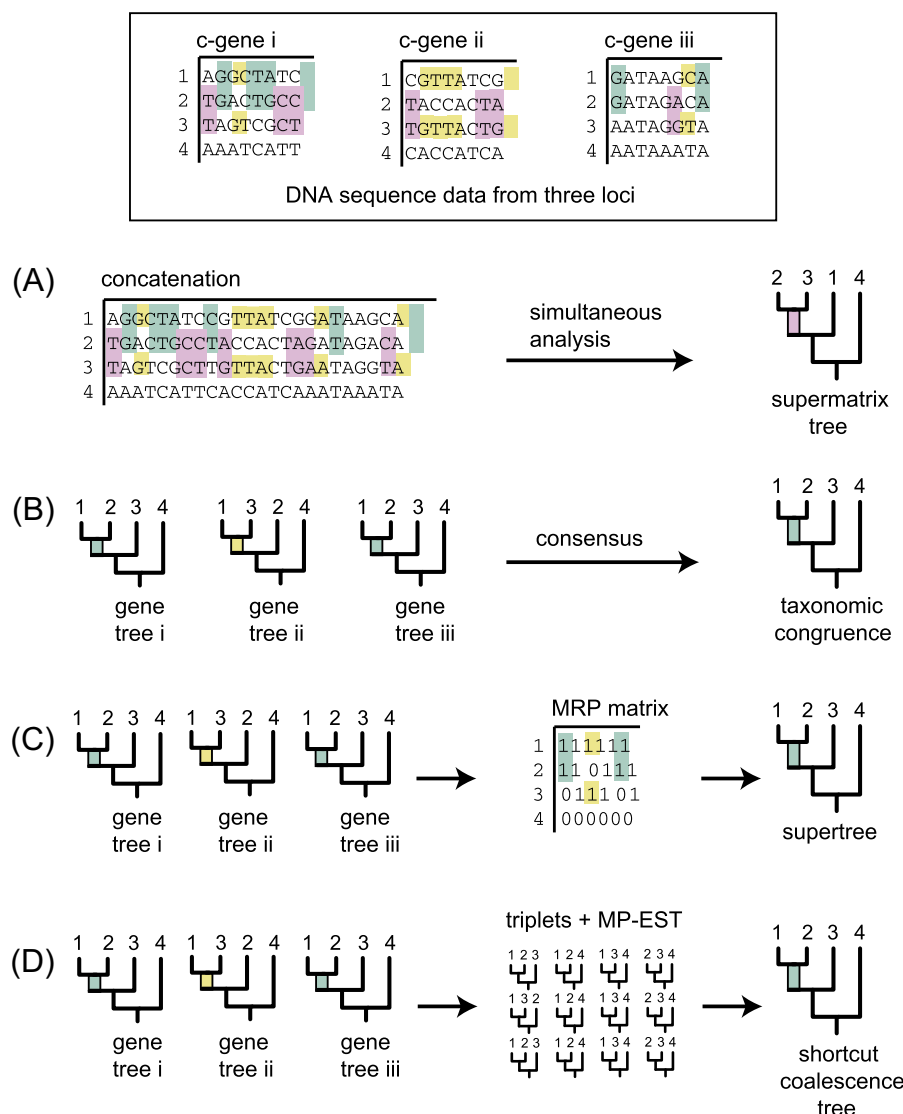 c-gene i c-gene ii c-gene iii
1 AGGCTATC 1 CGTTATCG 1 GATAAGCA
2 TGACTGCC 2 TACCACTA 2 GATAGACA
3 TAGTCGCT 3 TGTTACTG 3 AATAGGTA
4 AAATCATT 4 CACCATCA 4 AATAAATA
DNA sequence data from three loci
(A)
concatenation
1 AGGCTATCCGTTATCGGATAAGCA
2 TGACTGCCTACCACTAGATAGACA
3 TAGTCGCTTGTTACTGAATAGGTA
4 AAATCATTCACCATCAAATAAATA
simultaneous
analysis
2 3 1 4
supermatrix
tree
(B)
1 2 3 4 1 3 2 4 1 2 3 4
gene gene gene
tree i tree ii tree iii
consensus
1 2 3 4
taxonomic
congruence
(C)
1 2 3 4 1 3 2 4 1 2 3 4
gene gene gene
tree i tree ii tree iii
MRP matrix
1 111111
2 110111
3 011101
4 000000
1 2 3 4
supertree
(D)
1 2 3 4 1 3 2 4 1 2 3 4
gene gene gene
tree i tree ii tree iii
triplets + MP-EST
1 2 3 1 2 4 1 3 4 2 3 4
1 3 2 1 2 4 1 3 4 2 3 4
1 2 3 1 2 4 1 3 4 2 3 4
1 2 3 4
shortcut
coalescence
tree